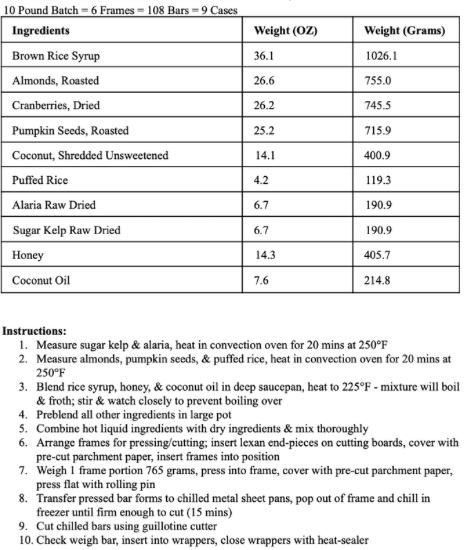 10 Pound Batch = 6 Frames = 108 Bars = 9 Cases
Ingredients Weight (OZ) Weight (Grams)
Brown Rice Syrup 36.1 1026.1
Almonds, Roasted 26.6 755.0
Cranberries, Dried 26.2 745.5
Pumpkin Seeds, Roasted 25.2 715.9
Coconut, Shredded Unsweetened 14.1 400.9
Puffed Rice 4.2 119.3
Alaria Raw Dried 6.7 190.9
Sugar Kelp Raw Dried 6.7 190.9
Honey 14.3 405.7
Coconut Oil 7.6 214.8
Instructions:
1. Measure sugar kelp & alaria, heat in convection oven for 20 mins at 250°F
2. Measure almonds, pumpkin seeds, & puffed rice, heat in convection oven for 20 mins at
250°F
3. Blend rice syrup, honey, & coconut oil in deep saucepan, heat to 225°F - mixture will boil
& froth; stir & watch closely to prevent boiling over
4. Preblend all other ingredients in large pot
5. Combine hot liquid ingredients with dry ingredients & mix thoroughly
6. Arrange frames for pressing/cutting; insert lexan end-pieces on cutting boards, cover with
pre-cut parchment paper, insert frames into position
7. Weigh 1 frame portion 765 grams, press into frame, cover with pre-cut parchment paper,
press flat with rolling pin
8. Transfer pressed bar forms to chilled metal sheet pans, pop out of frame and chill in
freezer until firm enough to cut (15 mins)
9. Cut chilled bars using guillotine cutter
10. Check weigh bar, insert into wrappers, close wrappers with heat-sealer